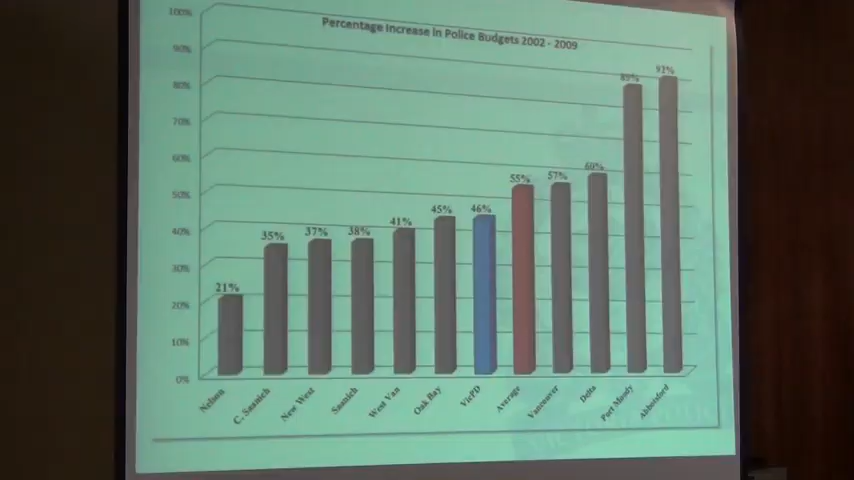 Percentage Increase in Police Budgets 2002 - 2009
100%
90%
80%
70%
60%
50%
40%
30%
20%
10%
0%
21%
35%
37%
38%
41%
45%
46%
55%
57%
60%
92%
Nelson
C. Saanich
New West
Saanich
West Van
Oak Bay
VicPD
Average
Vancouver
Delta
Port Moody
Abbotsford